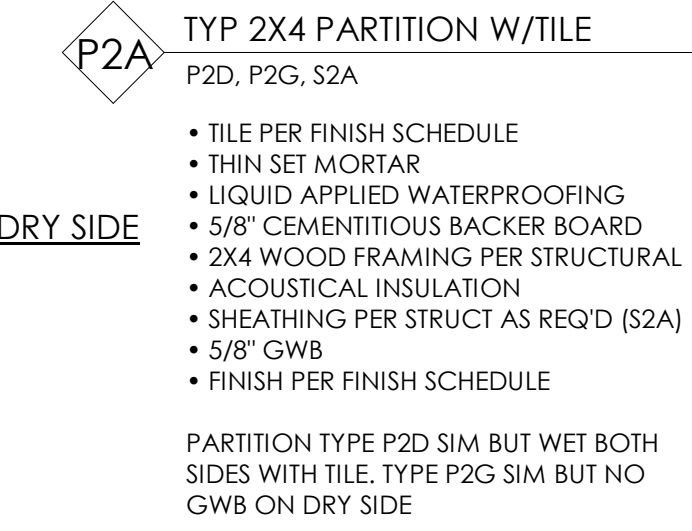 P2A
TYP 2X4 PARTITION W/TILE
P2D, P2G, S2A
• TILE PER FINISH SCHEDULE
• THIN SET MORTAR
• LIQUID APPLIED WATERPROOFING
DRY SIDE
• 5/8" CEMENTITIOUS BACKER BOARD
• 2X4 WOOD FRAMING PER STRUCTURAL
• ACOUSTICAL INSULATION
• SHEATHING PER STRUCT AS REQ'D (S2A)
• 5/8" GWB
• FINISH PER FINISH SCHEDULE
PARTITION TYPE P2D SIM BUT WET BOTH
SIDES WITH TILE. TYPE P2G SIM BUT NO
GWB ON DRY SIDE